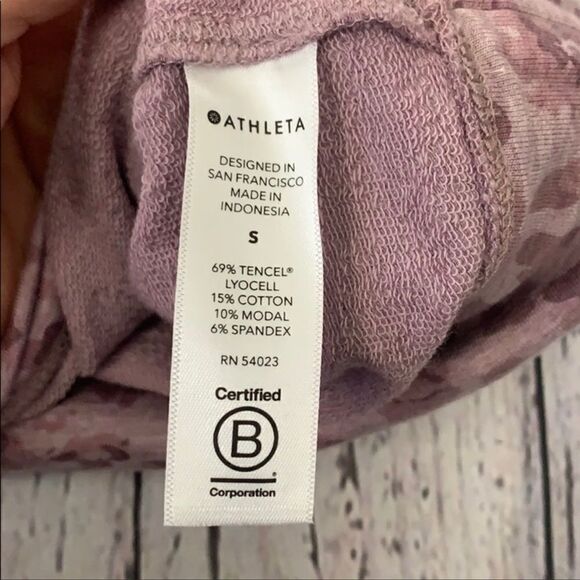 ATHLETA
DESIGNED IN
SAN FRANCISCO
MADE IN
INDONESIA
S
69% TENCEL®
LYOCELL
15% COTTON
10% MODAL
6% SPANDEX
RN 54023
Certified
B
Corporation